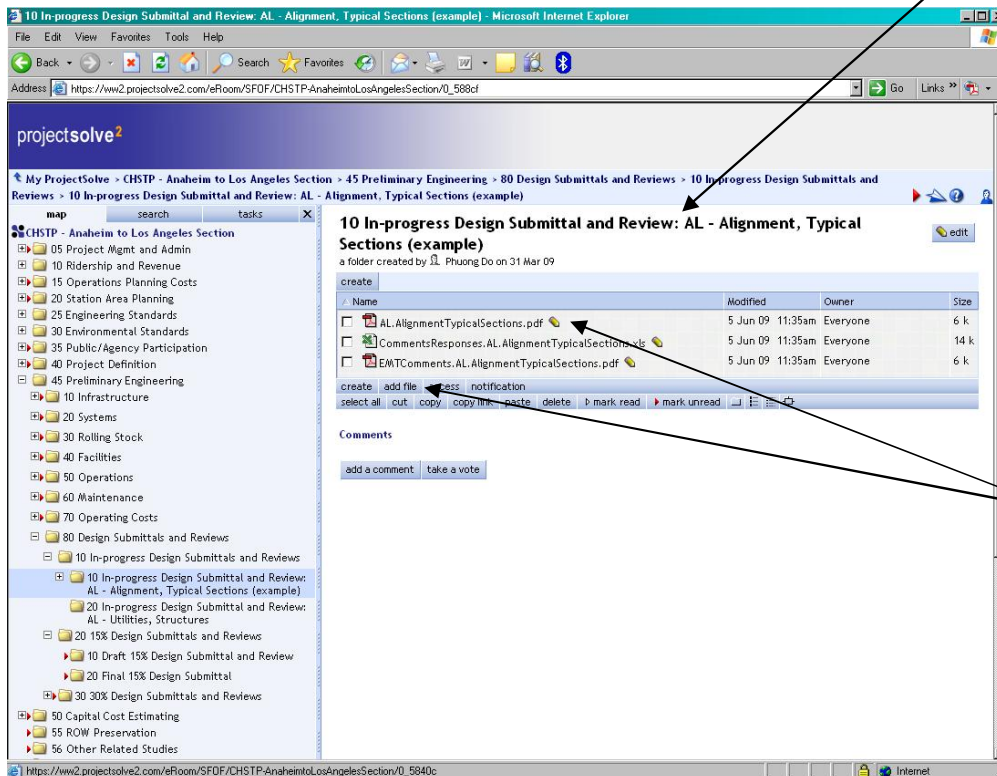 10 In-progress Design Submittal and Review: AL - Alignment, Typical Sections (example) - Microsoft Internet Explorer
File Edit View Favorites Tools Help
Back Search Favorites
Address https://ww2.projectsolve2.com/eRoom/SFOF/CHSTP-AnaheimtoLosAngelesSection/0_588cf Go Links »
projectsolve2
My ProjectSolve > CHSTP - Anaheim to Los Angeles Section > 45 Preliminary Engineering > 80 Design Submittals and Reviews > 10 In-progress Design Submittals and
Reviews > 10 In-progress Design Submittal and Review: AL - Alignment, Typical Sections (example)
map search tasks X
CHSTP - Anaheim to Los Angeles Section
05 Project Mgmt and Admin
10 Ridership and Revenue
15 Operations Planning Costs
20 Station Area Planning
25 Engineering Standards
30 Environmental Standards
35 Public/Agency Participation
40 Project Definition
45 Preliminary Engineering
10 Infrastructure
20 Systems
30 Rolling Stock
40 Facilities
50 Operations
60 Maintenance
70 Operating Costs
80 Design Submittals and Reviews
10 In-progress Design Submittals and Reviews
10 In-progress Design Submittal and Review:
AL - Alignment, Typical Sections (example)
20 In-progress Design Submittal and Review:
AL - Utilities, Structures
20 15% Design Submittals and Reviews
10 Draft 15% Design Submittal and Review
20 Final 15% Design Submittal
30 30% Design Submittals and Reviews
50 Capital Cost Estimating
55 ROW Preservation
56 Other Related Studies
10 In-progress Design Submittal and Review: AL - Alignment, Typical
Sections (example)
edit
a folder created by Phuong Do on 31 Mar 09
create
Name Modified Owner Size
AL.AlignmentTypicalSections.pdf 5 Jun 09 11:35am Everyone 6 k
CommentsResponses.AL.AlignmentTypicalSections.xls 5 Jun 09 11:35am Everyone 14 k
EMTComments.AL.AlignmentTypicalSections.pdf 5 Jun 09 11:35am Everyone 6 k
create add file access notification
select all cut copy copy link paste delete mark read mark unread
Comments
add a comment take a vote
https://ww2.projectsolve2.com/eRoom/SFOF/CHSTP-AnaheimtoLosAngelesSection/0_5840c Internet